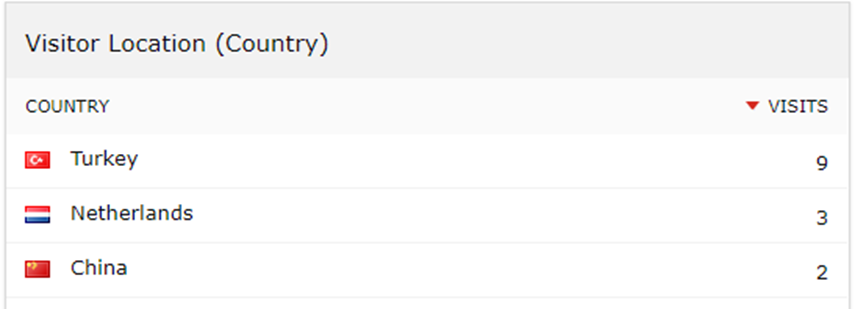 Visitor Location (Country)
COUNTRY VISITS
Turkey 9
Netherlands 3
China 2